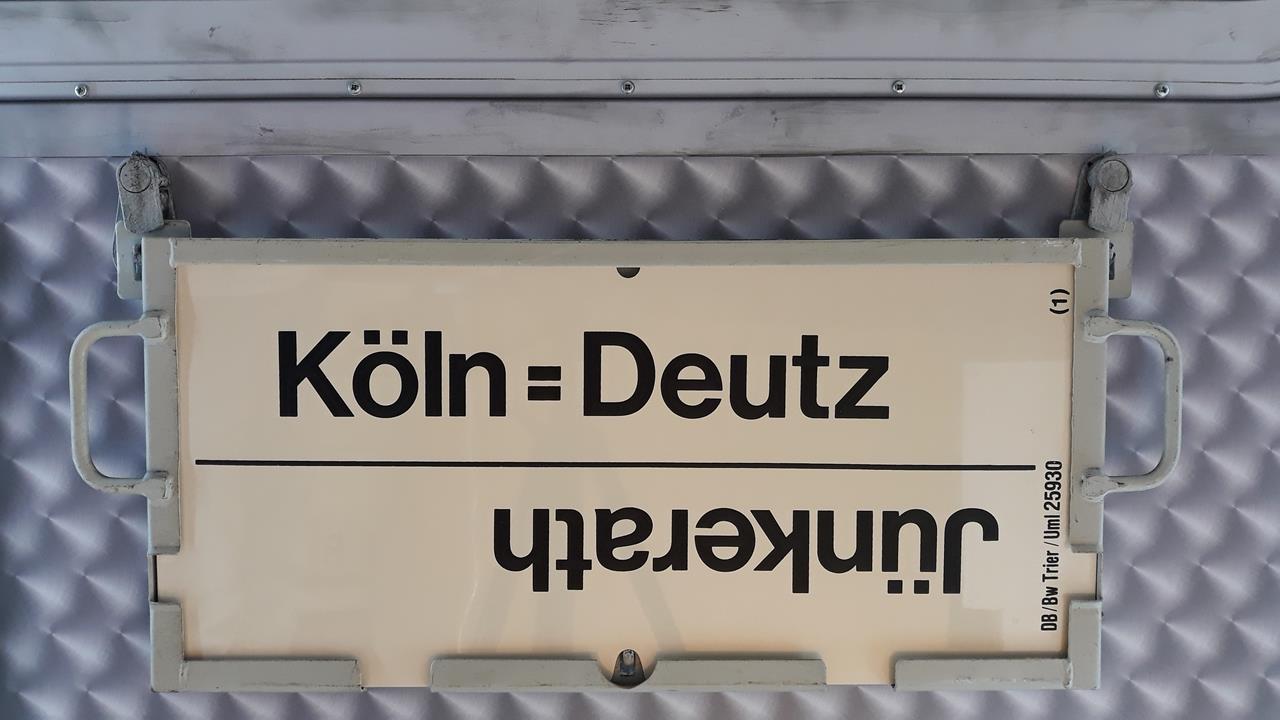 Köln=Deutz
Jünkerath
(1)
DB/Bw Trier/Uml 25930